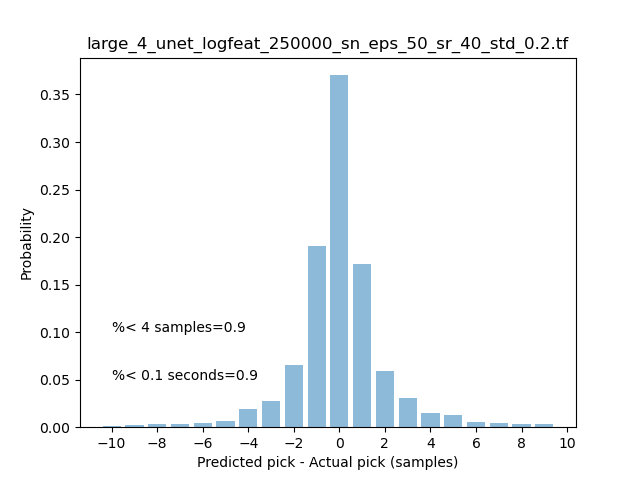 large_4_unet_logfeat_250000_sn_eps_50_sr_40_std_0.2.tf
0.35
0.30
0.25
0.20
0.15
0.10
0.05
0.00
Probability
%< 4 samples=0.9
%< 0.1 seconds=0.9
−10 −8 −6 −4 −2 0 2 4 6 8 10
Predicted pick - Actual pick (samples)